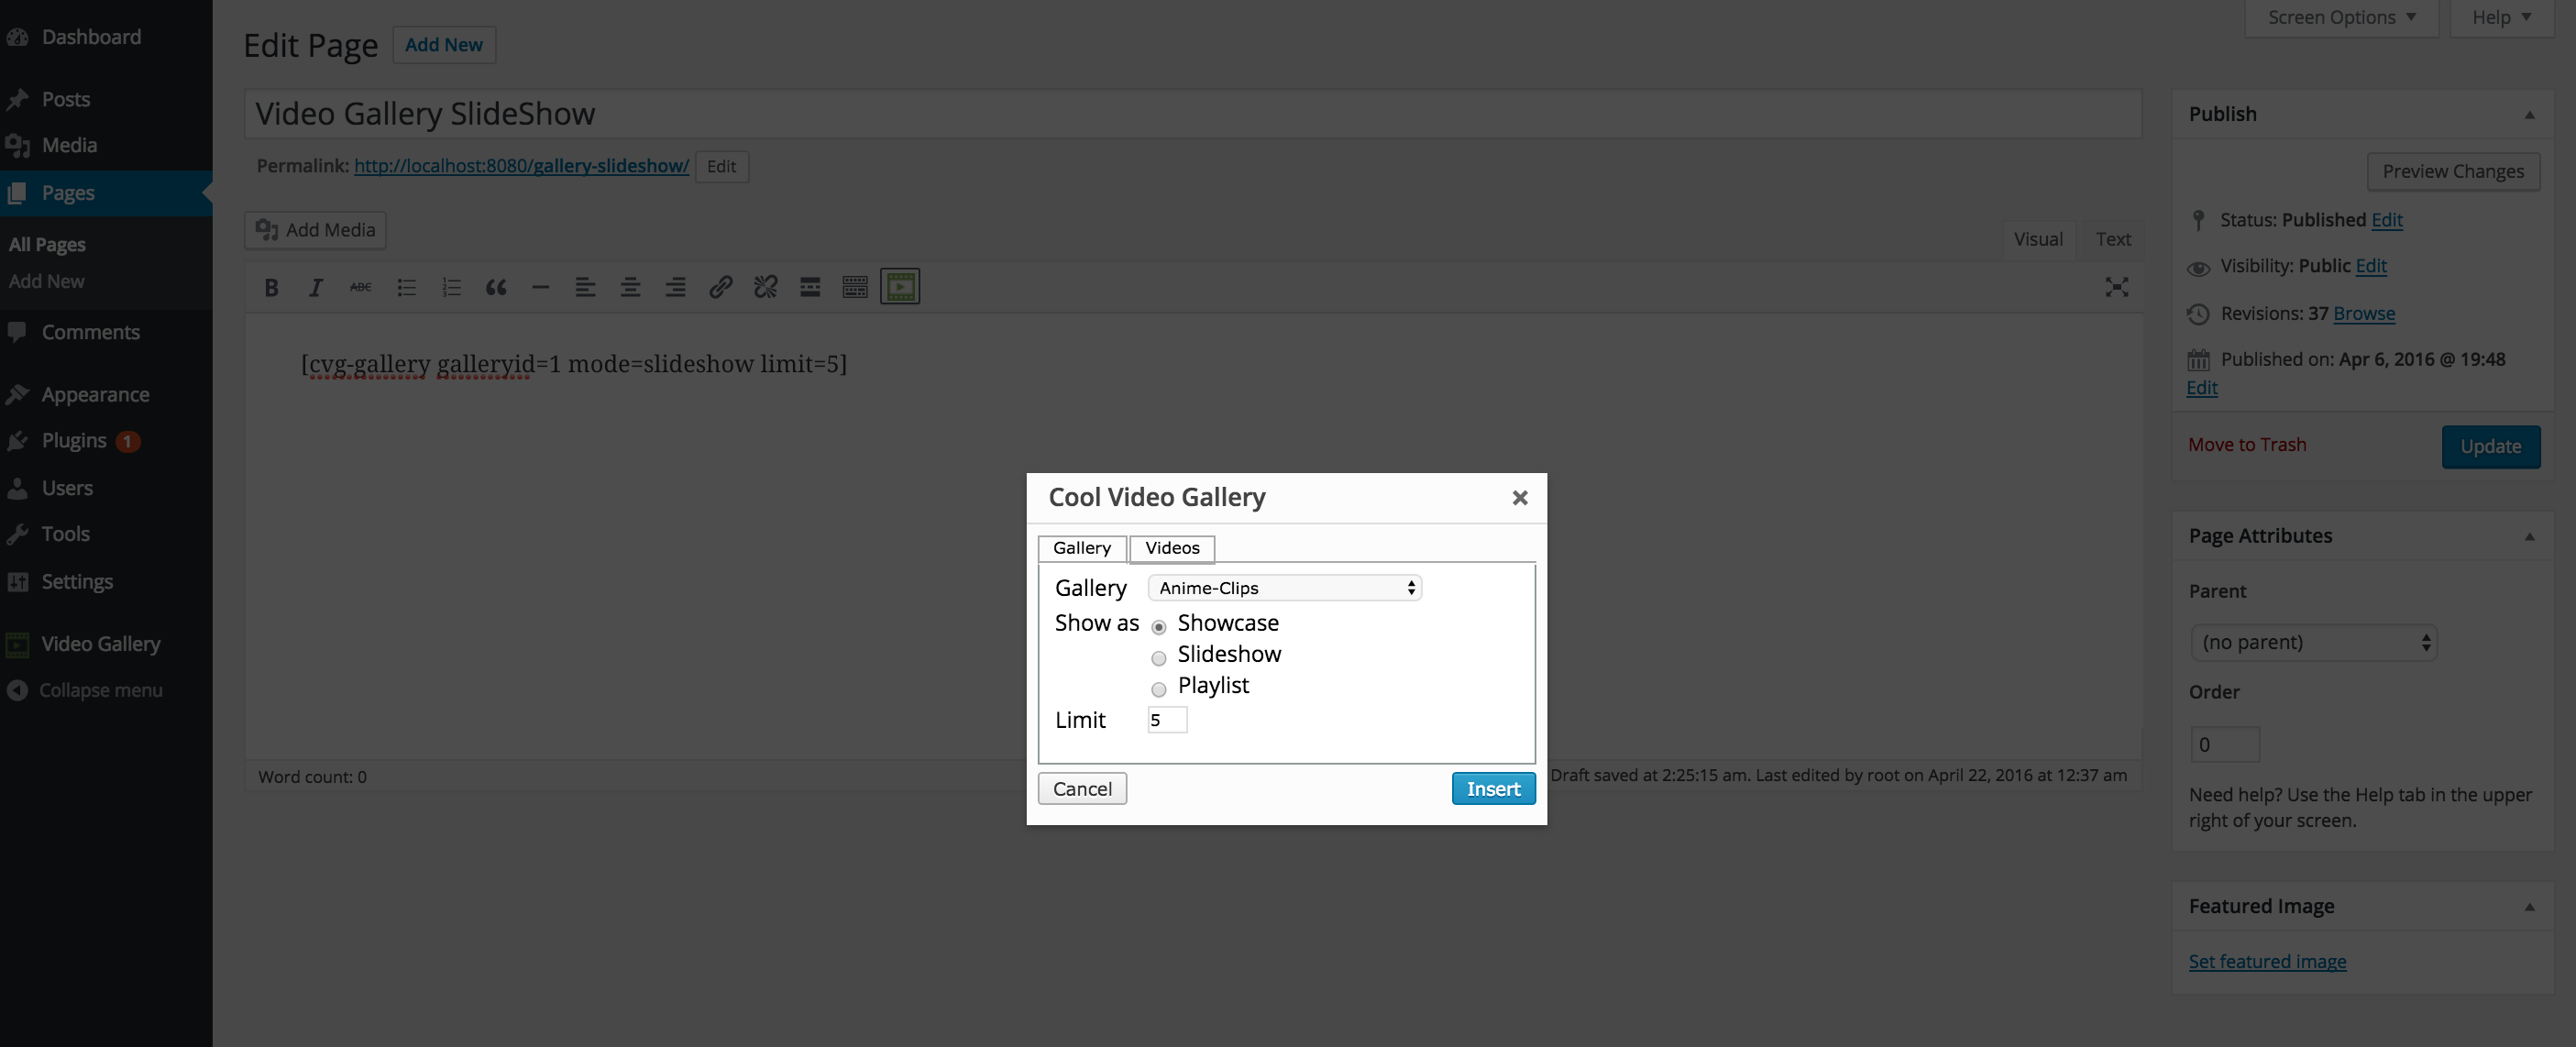 Dashboard
Posts
Media
Pages
All Pages
Add New
Comments
Appearance
Plugins 1
Users
Tools
Settings
Video Gallery
Collapse menu
Screen Options
Help
Edit Page
Add New
Video Gallery SlideShow
Permalink: http://localhost:8080/gallery-slideshow/ Edit
Add Media
Visual
Text
B I ABC
[cvg-gallery galleryid=1 mode=slideshow limit=5]
Word count: 0
Draft saved at 2:25:15 am. Last edited by root on April 22, 2016 at 12:37 am
Cool Video Gallery
Gallery
Videos
Gallery Anime-Clips
Show as Showcase
Slideshow
Playlist
Limit 5
Cancel
Insert
Publish
Preview Changes
Status: Published Edit
Visibility: Public Edit
Revisions: 37 Browse
Published on: Apr 6, 2016 @ 19:48
Edit
Move to Trash
Update
Page Attributes
Parent
(no parent)
Order
0
Need help? Use the Help tab in the upper
right of your screen.
Featured Image
Set featured image